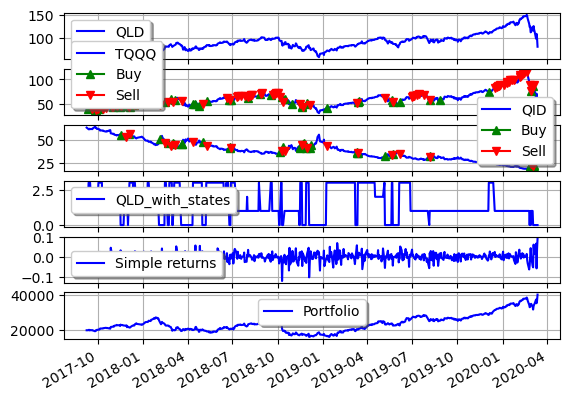 150
100
QLD
TQQQ
Buy
Sell
100
50
QID
Buy
Sell
50
25
2.5
0.0
QLD_with_states
0.1
0.0
−0.1
Simple returns
40000
20000
Portfolio
2017-10
2018-01
2018-04
2018-07
2018-10
2019-01
2019-04
2019-07
2019-10
2020-01
2020-04